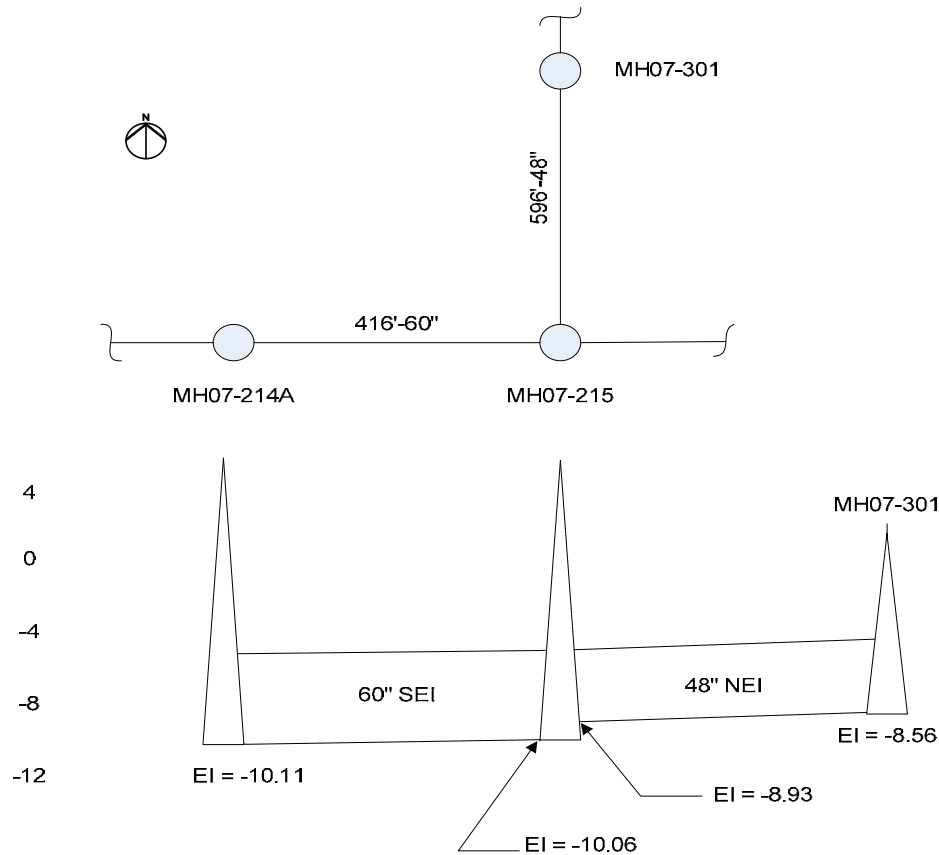 MH07-301
N
596'-48"
416'-60"
MH07-214A
MH07-215
4
MH07-301
0
-4
60" SEI
48" NEI
-8
EI = -8.56
-12
EI = -10.11
EI = -8.93
EI = -10.06